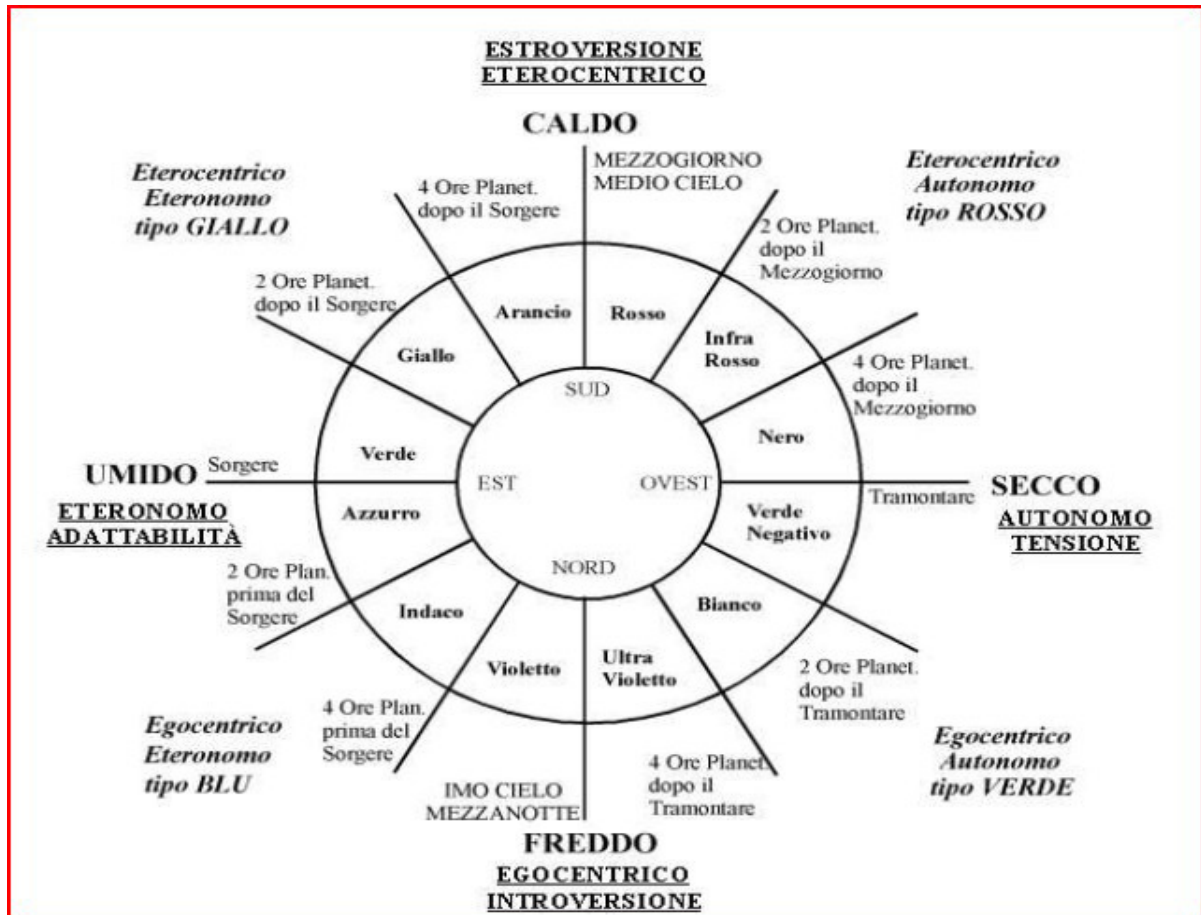 ESTROVERSIONE
ETEROCENTRICO
CALDO
Eterocentrico
Eteronomo
tipo GIALLO
4 Ore Planet.
dopo il Sorgere
MEZZOGIORNO
MEDIO CIELO
Eterocentrico
Autonomo
tipo ROSSO
2 Ore Planet.
dopo il
Mezzogiorno
2 Ore Planet.
dopo il Sorgere
Arancio
Rosso
Giallo
Infra
Rosso
4 Ore Planet.
dopo il
Mezzogiorno
SUD
Verde
Nero
UMIDO
Sorgere
EST
OVEST
Tramontare
SECCO
ETERONOMO
ADATTABILITÀ
AUTONOMO
TENSIONE
Azzurro
Verde
Negativo
NORD
2 Ore Plan.
prima del
Sorgere
Indaco
Bianco
Violetto
Ultra
Violetto
2 Ore Planet.
dopo il
Tramontare
4 Ore Plan.
prima del
Sorgere
Egocentrico
Eteronomo
tipo BLU
4 Ore Planet.
dopo il
Tramontare
Egocentrico
Autonomo
tipo VERDE
IMO CIELO
MEZZANOTTE
FREDDO
EGOCENTRICO
INTROVERSIONE